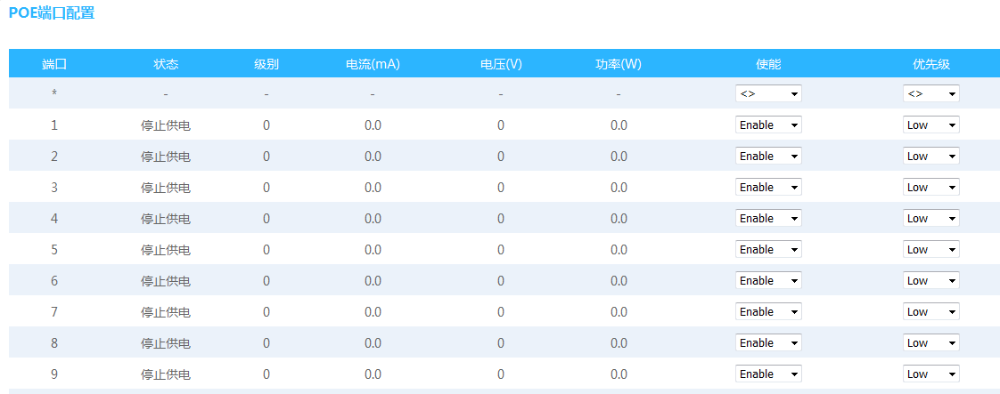 POE端口配置
端口 状态 级别 电流(mA) 电压(V) 功率(W) 使能 优先级
* - - - - - <> <>
1 停止供电 0 0.0 0 0.0 Enable Low
2 停止供电 0 0.0 0 0.0 Enable Low
3 停止供电 0 0.0 0 0.0 Enable Low
4 停止供电 0 0.0 0 0.0 Enable Low
5 停止供电 0 0.0 0 0.0 Enable Low
6 停止供电 0 0.0 0 0.0 Enable Low
7 停止供电 0 0.0 0 0.0 Enable Low
8 停止供电 0 0.0 0 0.0 Enable Low
9 停止供电 0 0.0 0 0.0 Enable Low